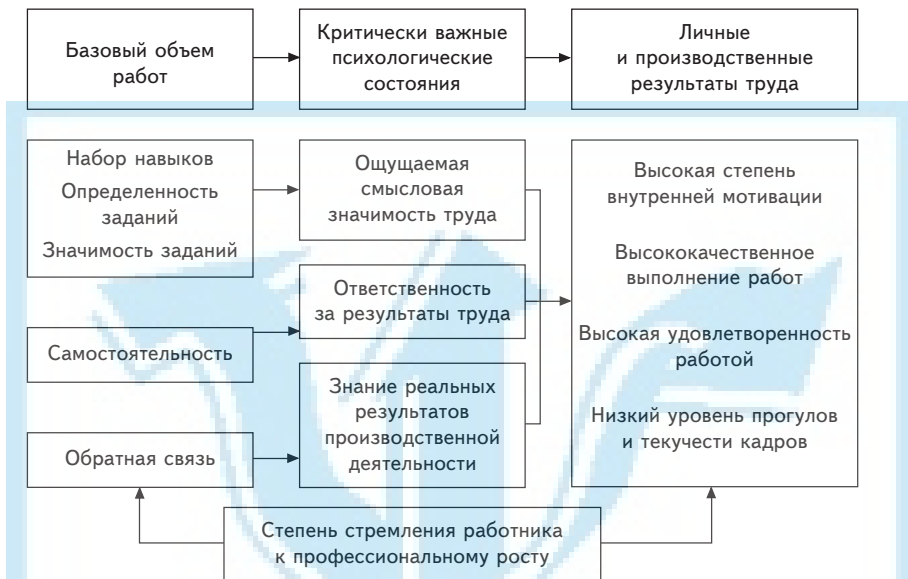 Базовый объем
работ
Критически важные
психологические
состояния
Личные
и производственные
результаты труда
Набор навыков
Определенность
заданий
Значимость заданий
Ощущаемая
смысловая
значимость труда
Высокая степень
внутренней мотивации
Высококачественное
выполнение работ
Высокая удовлетворенность
работой
Низкий уровень прогулов
и текучести кадров
Самостоятельность
Ответственность
за результаты труда
Обратная связь
Знание реальных
результатов
производственной
деятельности
Степень стремления работника
к профессиональному росту